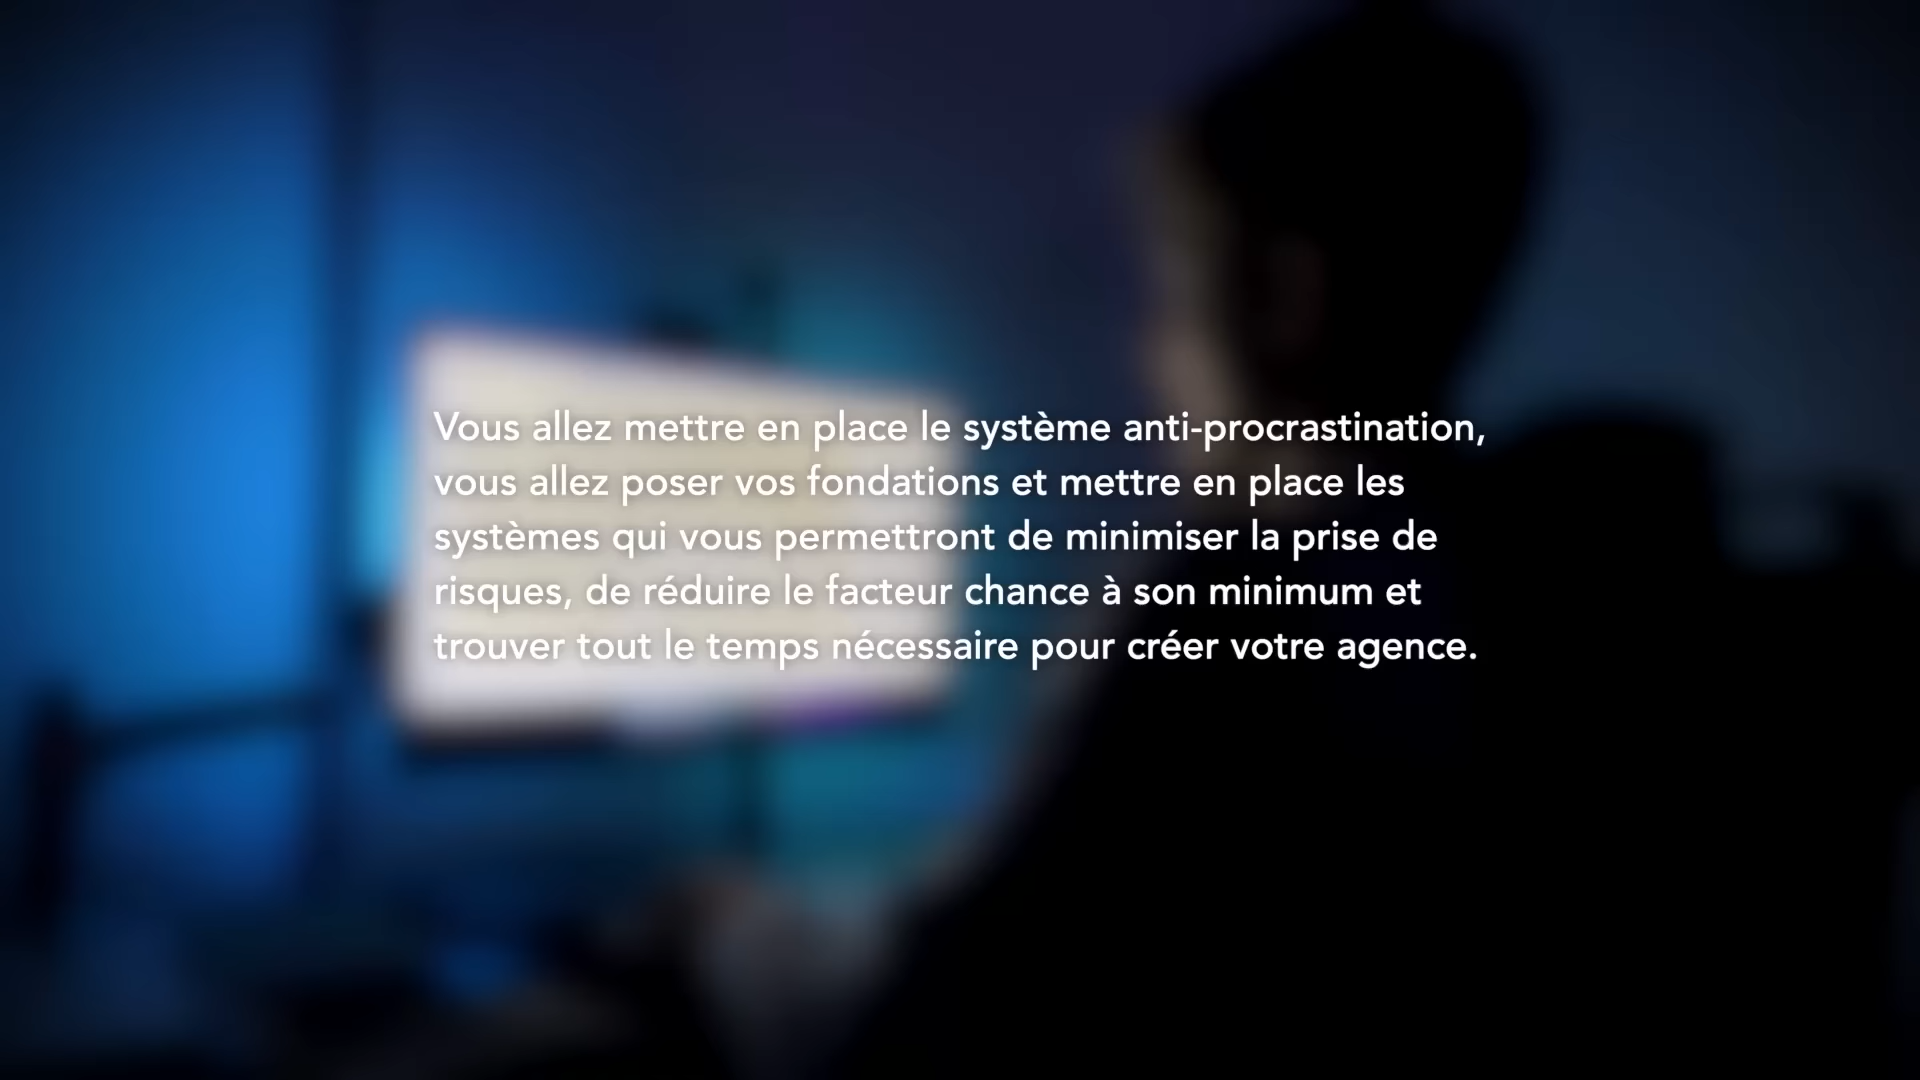 Vous allez mettre en place le système anti-procrastination,
vous allez poser vos fondations et mettre en place les
systèmes qui vous permettront de minimiser la prise de
risques, de réduire le facteur chance à son minimum et
trouver tout le temps nécessaire pour créer votre agence.